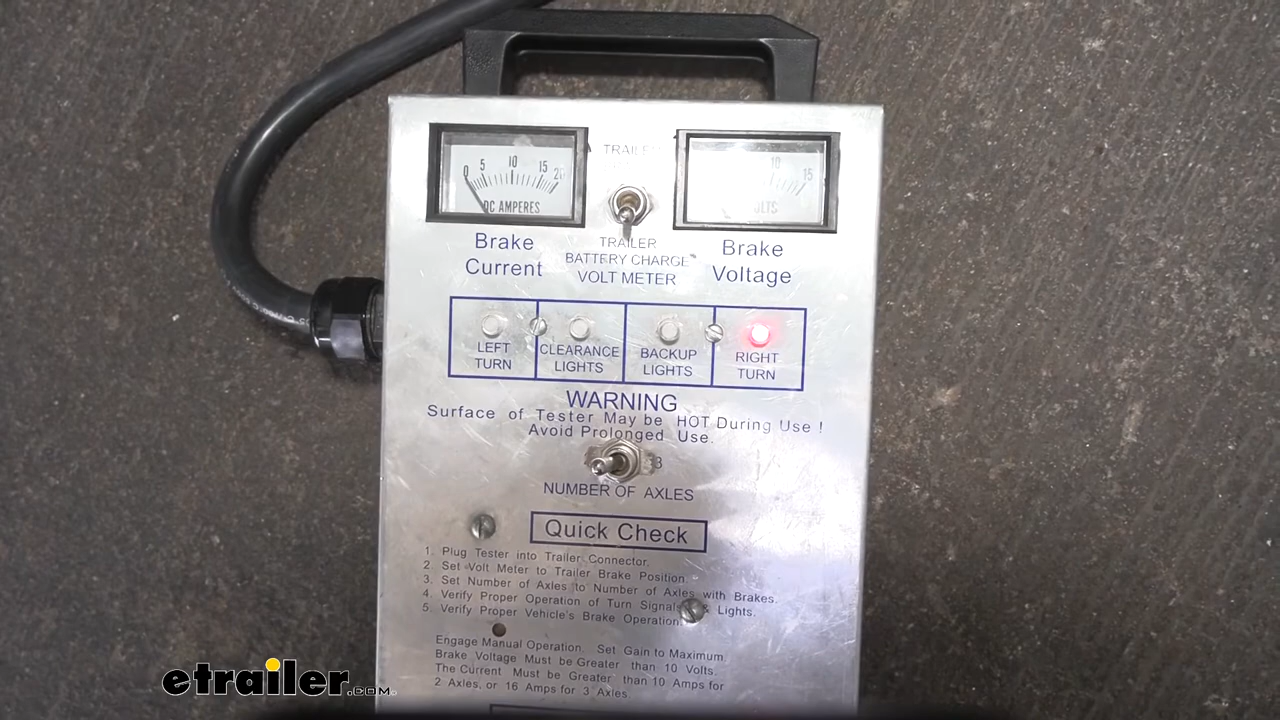 0 5 10 15 20
DC AMPERES
10 15
TRAILER
BATTERY CHARGE
VOLT METER
Brake
Current
Brake
Voltage
LEFT
TURN
CLEARANCE
LIGHTS
BACKUP
LIGHTS
RIGHT
TURN
WARNING
Surface of Tester May be HOT During Use !
Avoid Prolonged Use.
3
NUMBER OF AXLES
Quick Check
1. Plug Tester into Trailer Connector.
2. Set Volt Meter to Trailer Brake Position.
3. Set Number of Axles to Number of Axles with Brakes.
4. Verify Proper Operation of Turn Signal Lights.
5. Verify Proper Vehicle's Brake Operation.
Engage Manual Operation. Set Gain to Maximum
Brake Voltage Must be Greater than 10 Volts.
The Current Must be Greater than 10 Amps for
2 Axles, or 16 Amps for 3 Axles.
etrailer.com